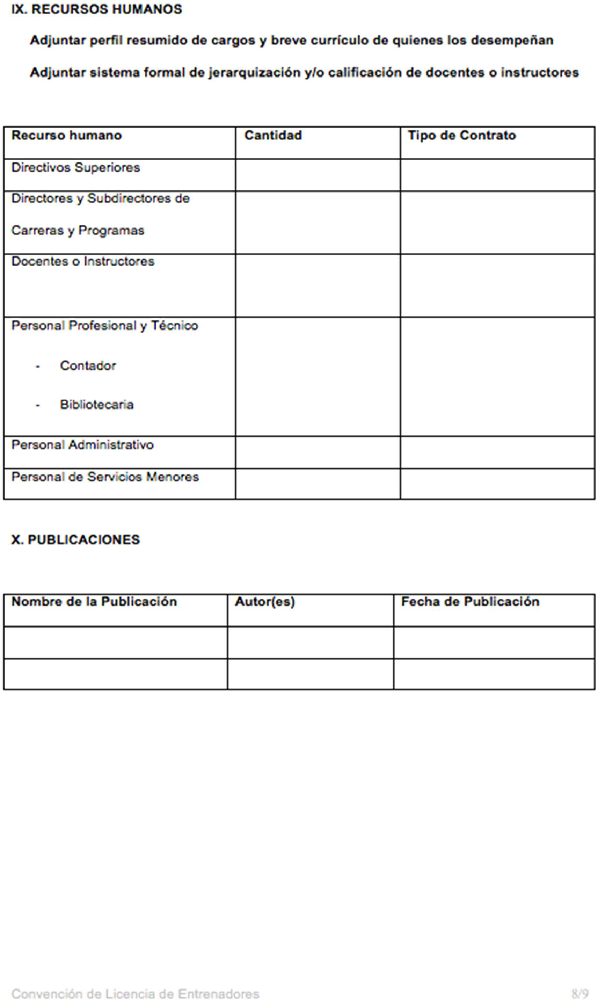 IX. RECURSOS HUMANOS
Adjuntar perfil resumido de cargos y breve currículo de quienes los desempeñan
Adjuntar sistema formal de jerarquización y/o calificación de docentes o instructores
Recurso humano Cantidad Tipo de Contrato
Directivos Superiores
Directores y Subdirectores de
Carreras y Programas
Docentes o Instructores
Personal Profesional y Técnico
- Contador
- Bibliotecaria
Personal Administrativo
Personal de Servicios Menores
X. PUBLICACIONES
Nombre de la Publicación Autor(es) Fecha de Publicación
Convención de Licencia de Entrenadores 8/9